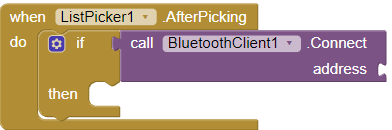 when ListPicker1 .AfterPicking
do if call BluetoothClient1 .Connect
address
then